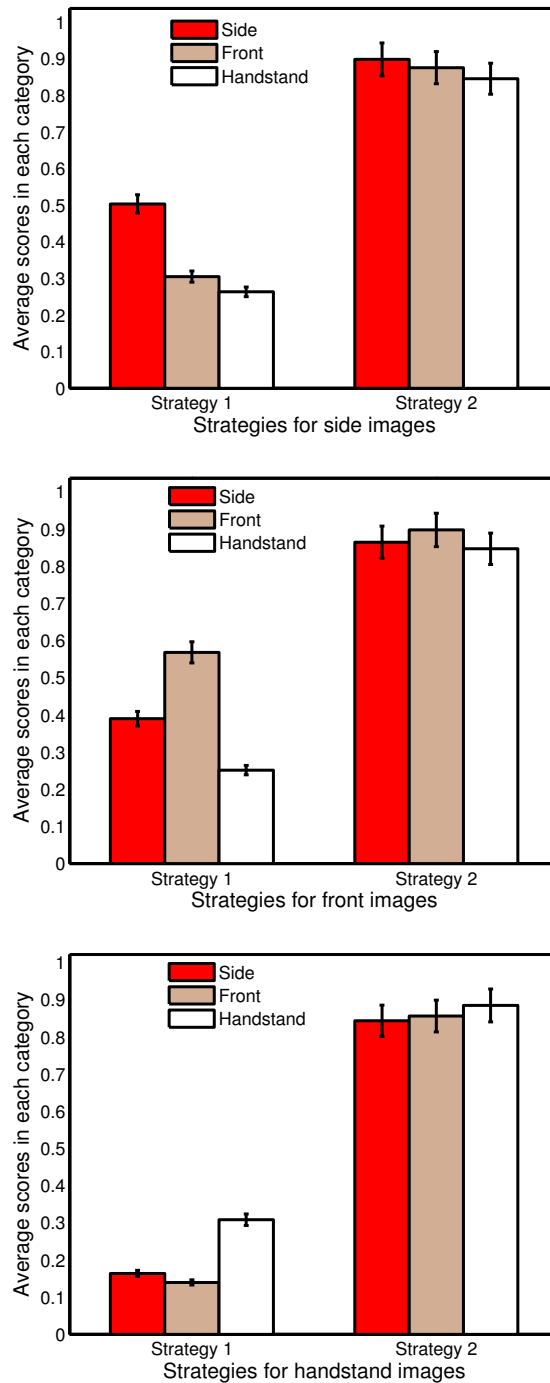 Average scores in each category
1
0.9
0.8
0.7
0.6
0.5
0.4
0.3
0.2
0.1
0
Side
Front
Handstand
Strategy 1
Strategy 2
Strategies for side images
Average scores in each category
1
0.9
0.8
0.7
0.6
0.5
0.4
0.3
0.2
0.1
0
Side
Front
Handstand
Strategy 1
Strategy 2
Strategies for front images
Average scores in each category
1
0.9
0.8
0.7
0.6
0.5
0.4
0.3
0.2
0.1
0
Side
Front
Handstand
Strategy 1
Strategy 2
Strategies for handstand images